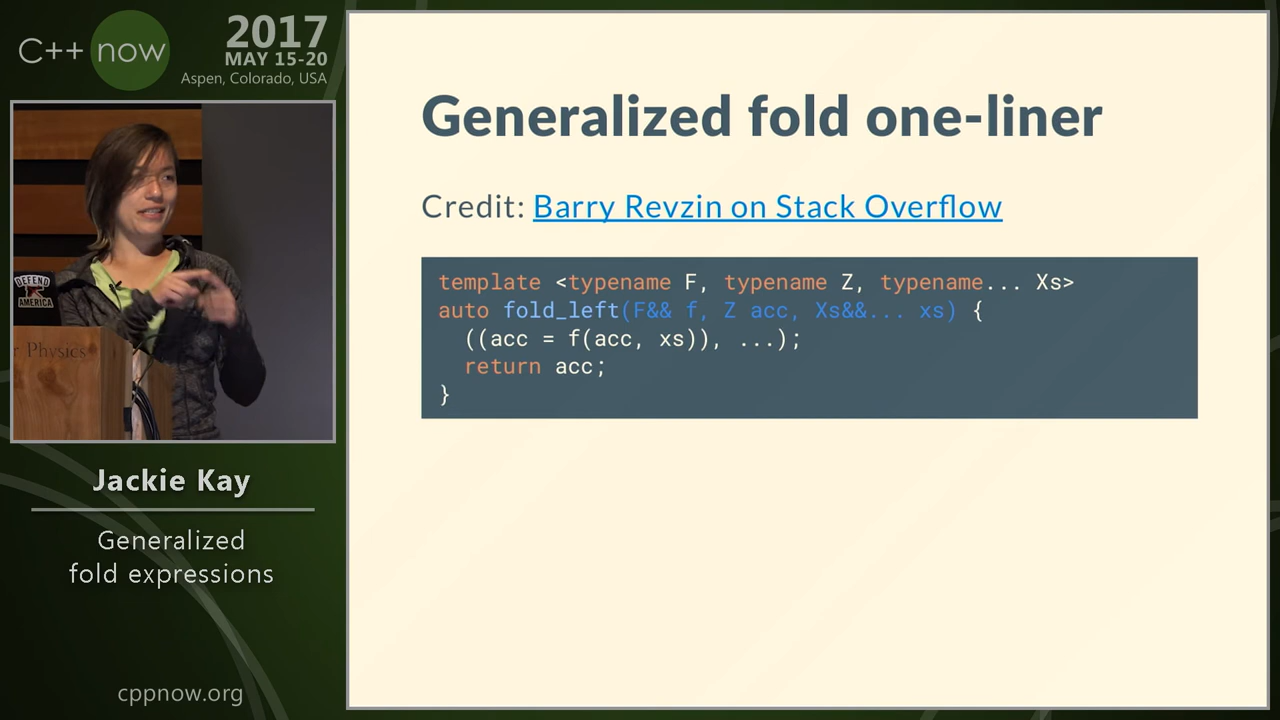 C++ now
2017
MAY 15-20
Aspen, Colorado, USA
DEFEND
AMERICA
r Physics
Jackie Kay
Generalized
fold expressions
cppnow.org
Generalized fold one-liner
Credit: Barry Revzin on Stack Overflow
template <typename F, typename Z, typename... Xs>
auto fold_left(F&& f, Z acc, Xs&&... xs) {
((acc = f(acc, xs)), ...);
return acc;
}